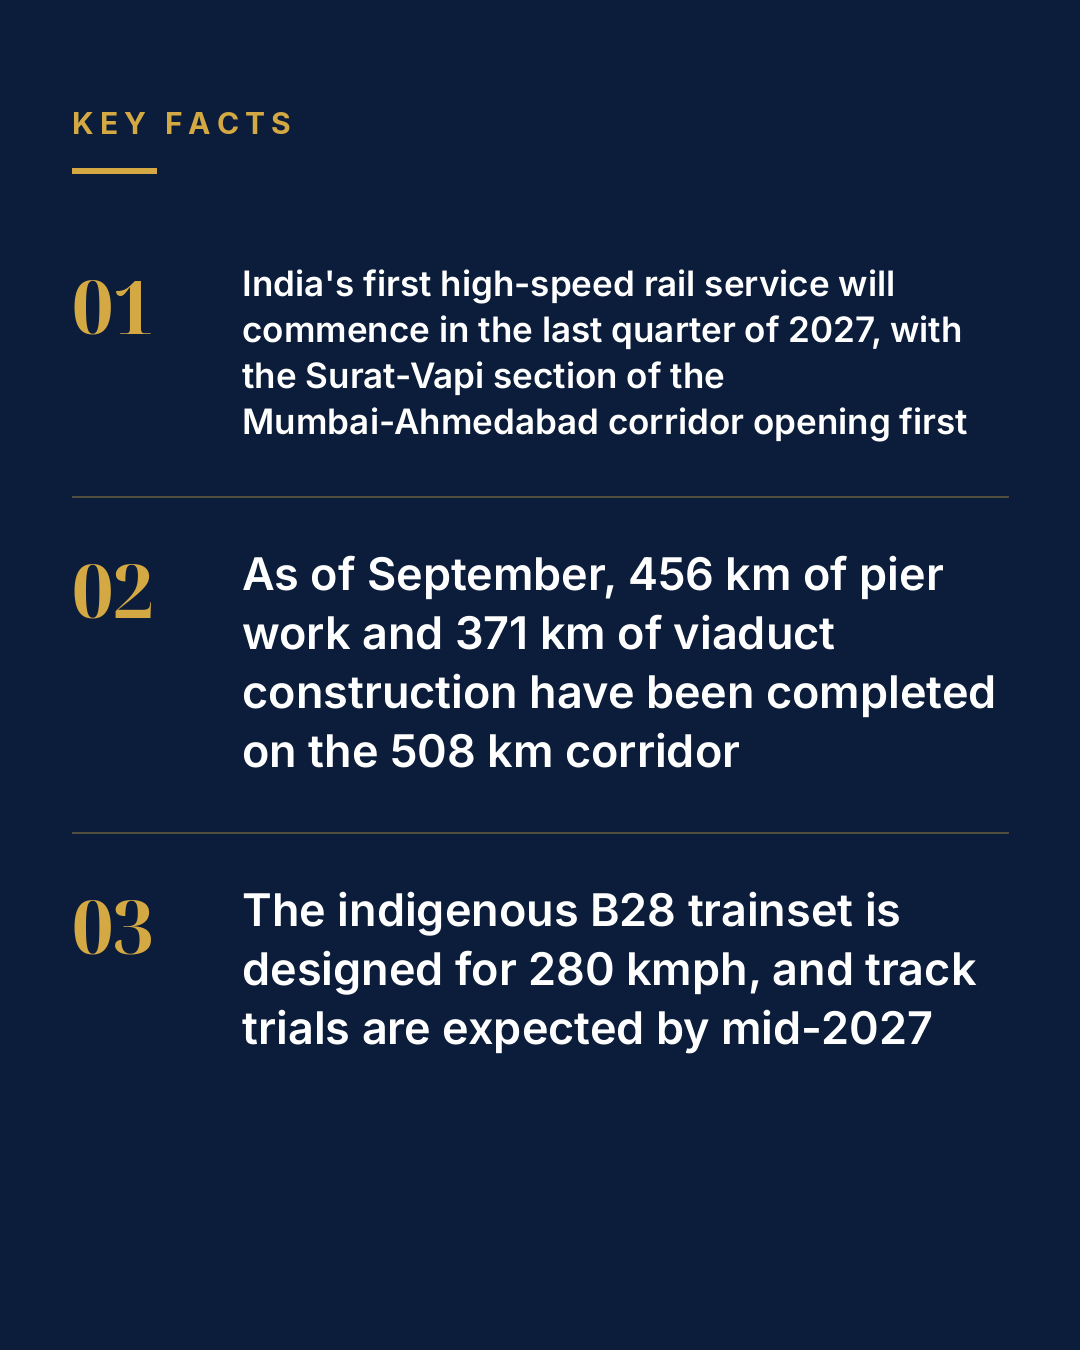 KEY FACTS
01
India's first high-speed rail service will
commence in the last quarter of 2027, with
the Surat-Vapi section of the
Mumbai-Ahmedabad corridor opening first
02
As of September, 456 km of pier
work and 371 km of viaduct
construction have been completed
on the 508 km corridor
03
The indigenous B28 trainset is
designed for 280 kmph, and track
trials are expected by mid-2027